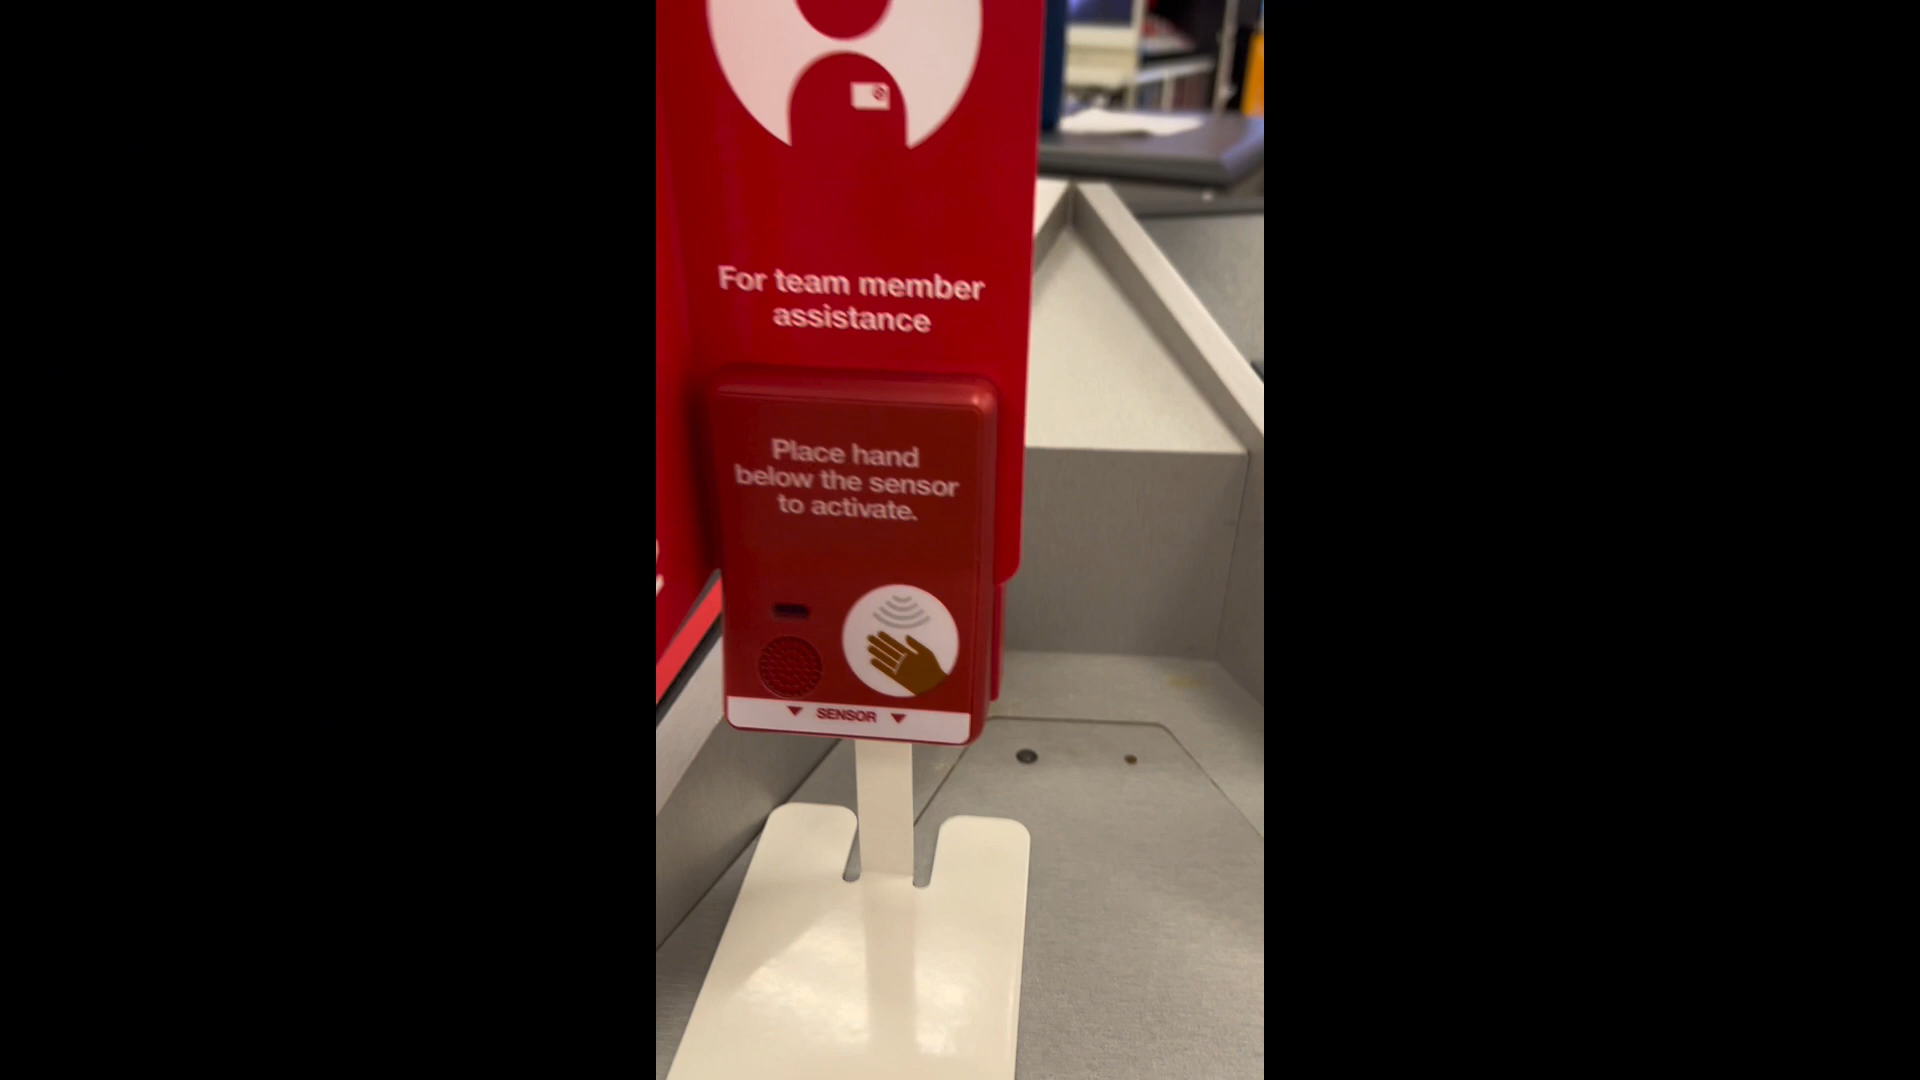 For team member
assistance
Place hand
below the sensor
to activate.
SENSOR